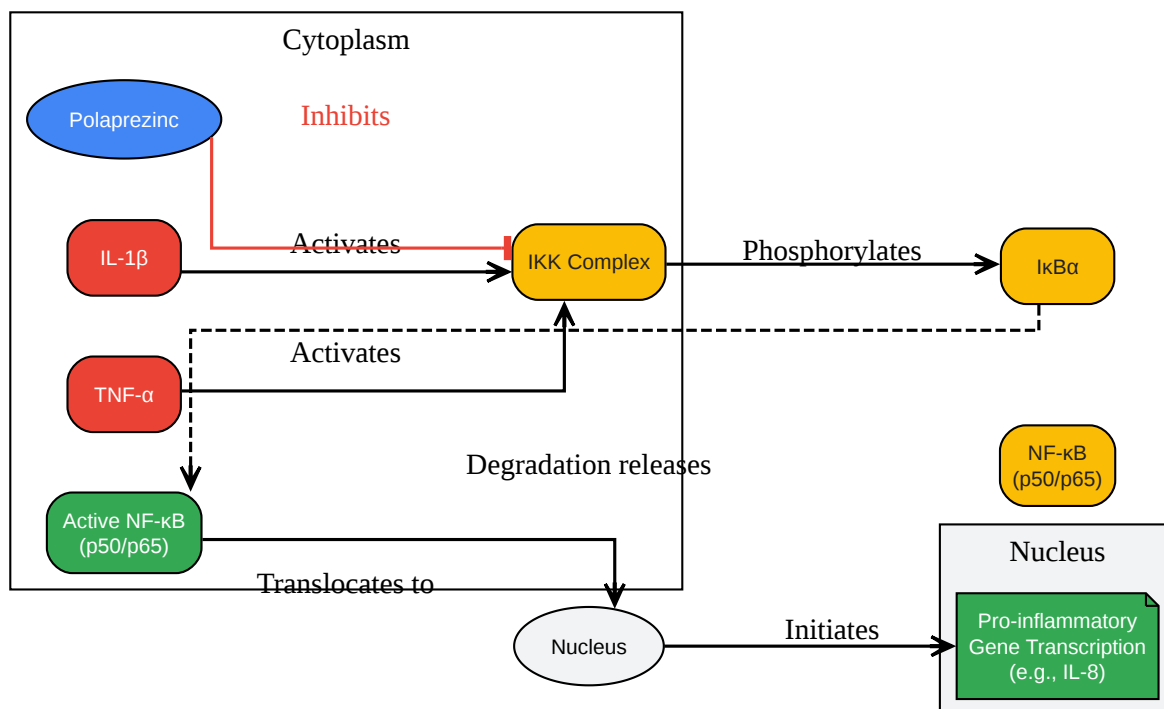 Cytoplasm
Polaprezinc
Inhibits
IL-1β
Activates
IKK Complex
Phosphorylates
IκBα
TNF-α
Activates
Degradation releases
NF-κB
(p50/p65)
Active NF-κB
(p50/p65)
Translocates to
Nucleus
Initiates
Nucleus
Pro-inflammatory
Gene Transcription
(e.g., IL-8)